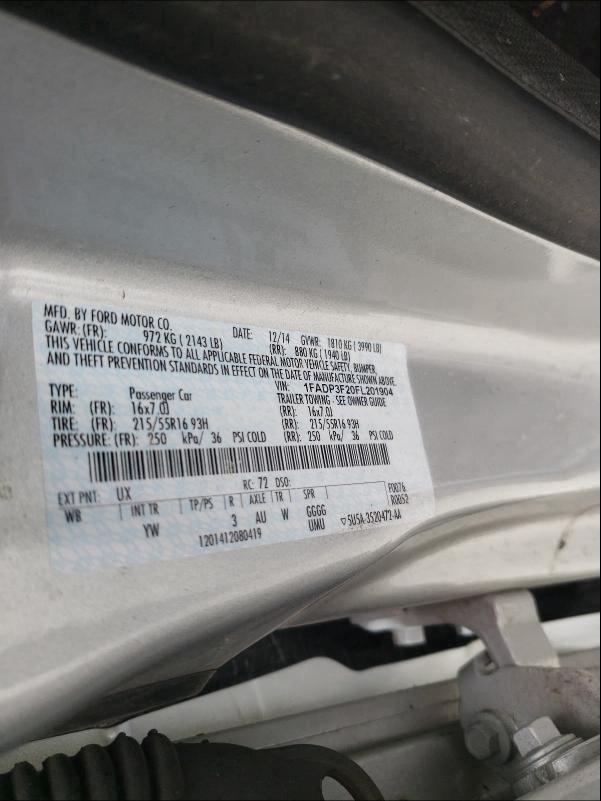 MFD. BY FORD MOTOR CO. DATE: 12/14 GVWR: 1810 KG ( 3990 LB)
GAWR: (FR): 972 KG ( 2143 LB) (RR): 880 KG ( 1940 LB)
THIS VEHICLE CONFORMS TO ALL APPLICABLE FEDERAL MOTOR VEHICLE SAFETY, BUMPER
AND THEFT PREVENTION STANDARDS IN EFFECT ON THE DATE OF MANUFACTURE SHOWN ABOVE.
VIN: 1FADP3F20FL201904
TYPE: Passenger Car TRAILER TOWING - SEE OWNER GUIDE
RIM: (FR): 16x7.0J (RR): 16x7.0J
TIRE: (FR): 215/55R16 93H (RR): 215/55R16 93H
PRESSURE: (FR): 250 kPa/ 36 PSI COLD (RR): 250 kPa/ 36 PSI COLD
EXT PNT: UX RC: 72 DSO: F0076
WB INT TR TP/PS R AXLE TR SPR R0052
YW 3 AU W GGGG
1201412080419 UMU ▽5U5A-3520472-AA